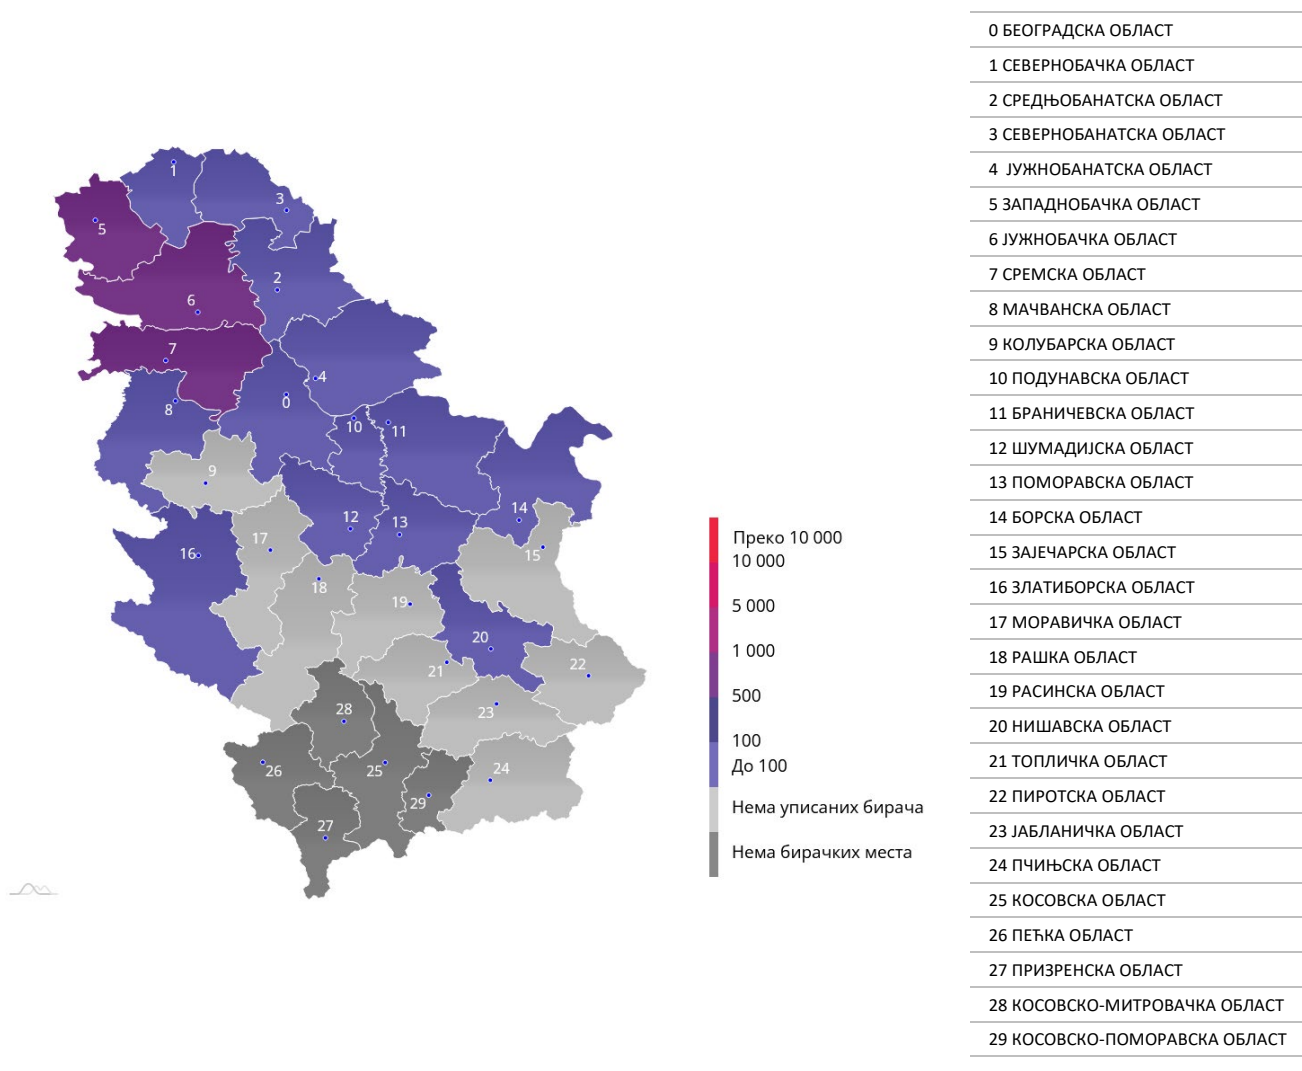 0 БЕОГРАДСКА ОБЛАСТ
1 СЕВЕРНОБАЧКА ОБЛАСТ
2 СРЕДЊОБАНАТСКА ОБЛАСТ
3 СЕВЕРНОБАНАТСКА ОБЛАСТ
4 ЈУЖНОБАНАТСКА ОБЛАСТ
5 ЗАПАДНОБАЧКА ОБЛАСТ
6 ЈУЖНОБАЧКА ОБЛАСТ
7 СРЕМСКА ОБЛАСТ
8 МАЧВАНСКА ОБЛАСТ
9 КОЛУБАРСКА ОБЛАСТ
10 ПОДУНАВСКА ОБЛАСТ
11 БРАНИЧЕВСКА ОБЛАСТ
12 ШУМАДИЈСКА ОБЛАСТ
13 ПОМОРАВСКА ОБЛАСТ
14 БОРСКА ОБЛАСТ
15 ЗАЈЕЧАРСКА ОБЛАСТ
16 ЗЛАТИБОРСКА ОБЛАСТ
17 МОРАВИЧКА ОБЛАСТ
18 РАШКА ОБЛАСТ
19 РАСИНСКА ОБЛАСТ
20 НИШАВСКА ОБЛАСТ
21 ТОПЛИЧКА ОБЛАСТ
22 ПИРОТСКА ОБЛАСТ
23 ЈАБЛАНИЧКА ОБЛАСТ
24 ПЧИЊСКА ОБЛАСТ
25 КОСОВСКА ОБЛАСТ
26 ПЕЋКА ОБЛАСТ
27 ПРИЗРЕНСКА ОБЛАСТ
28 КОСОВСКО-МИТРОВАЧКА ОБЛАСТ
29 КОСОВСКО-ПОМОРАВСКА ОБЛАСТ
1
3
5
2
6
7
4
0
8
10
11
9
14
12
13
17
16
15
18
19
20
22
21
28
23
26
25
24
29
27
Преко 10 000
10 000
5 000
1 000
500
100
До 100
Нема уписаних бирача
Нема бирачких места